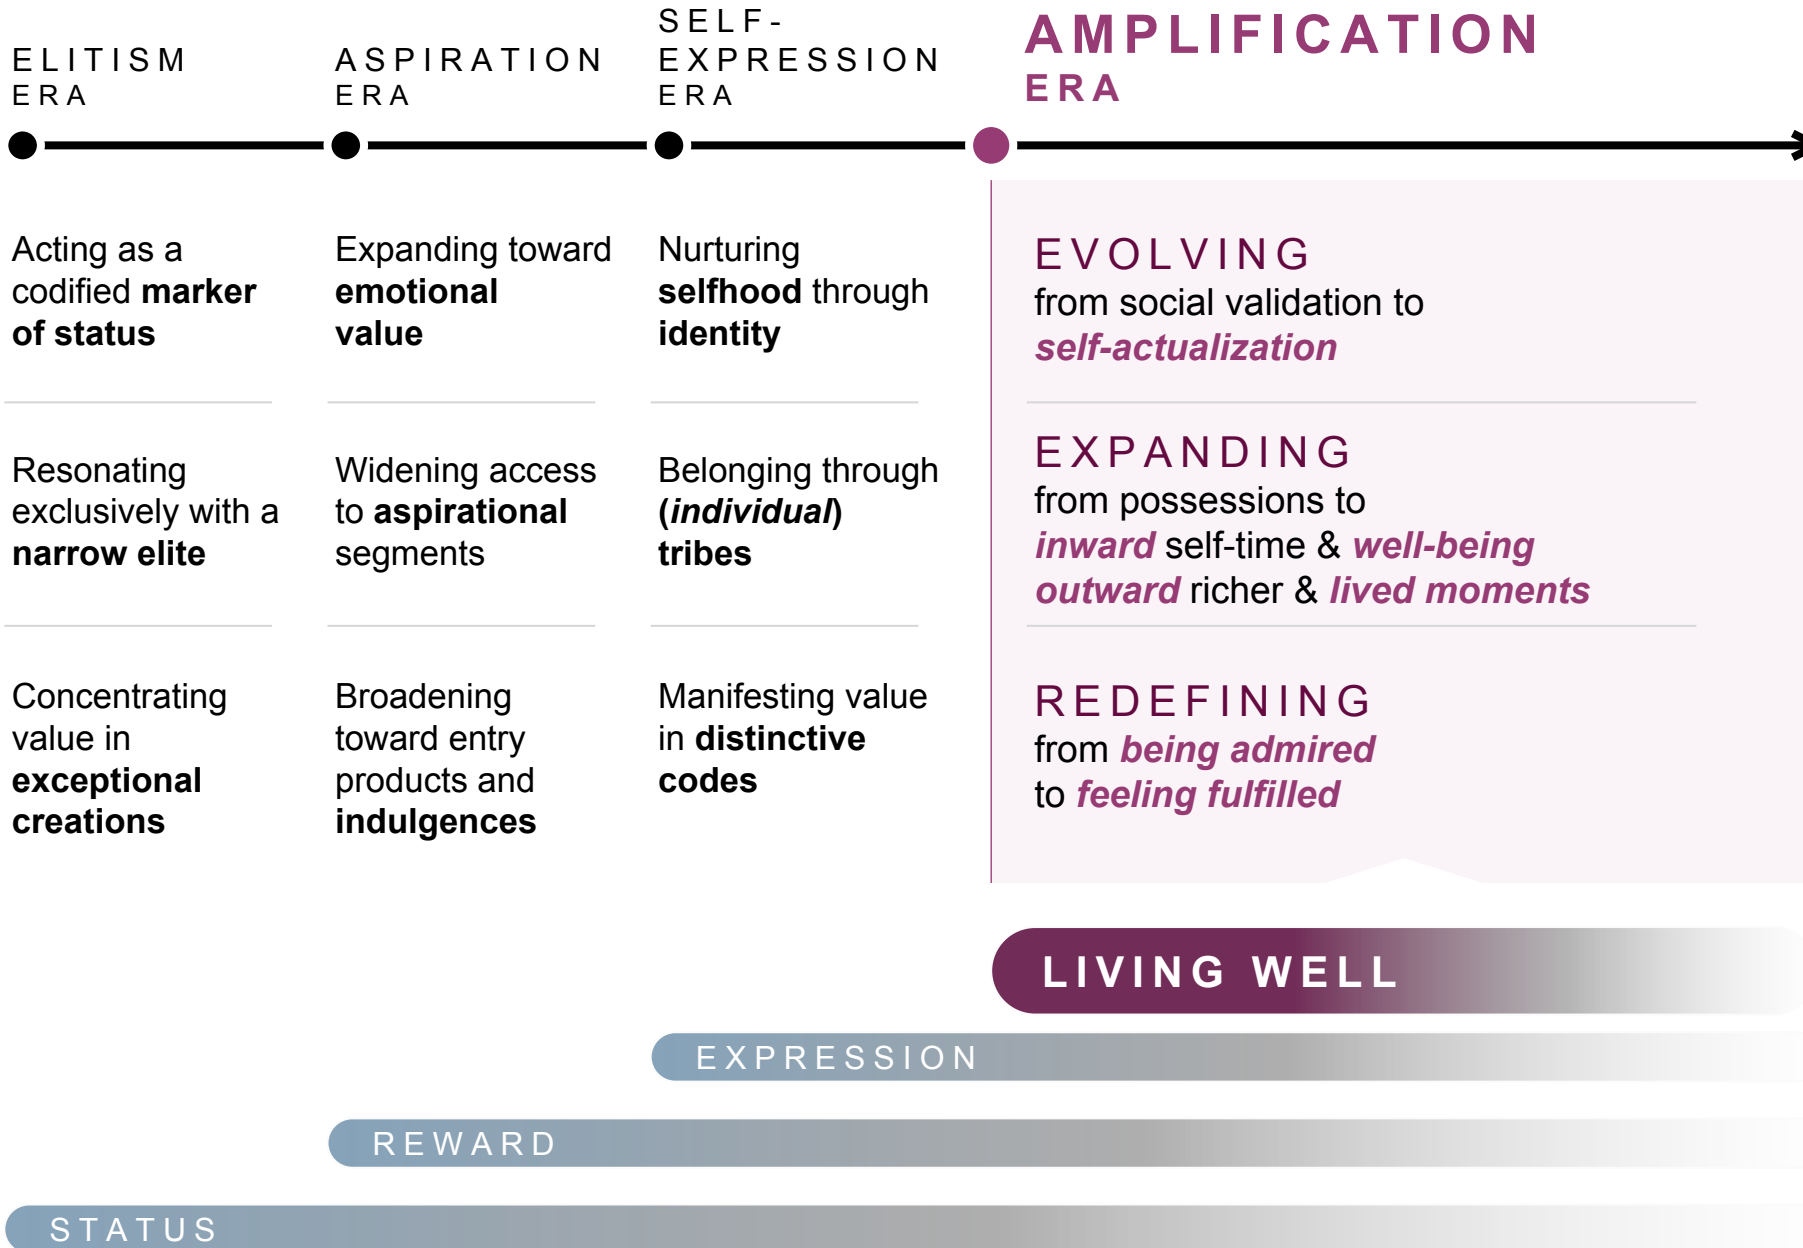 ELITISM
ERA
ASPIRATION
ERA
SELF-
EXPRESSION
ERA
AMPLIFICATION
ERA
Acting as a
codified marker
of status
Expanding toward
emotional
value
Nurturing
selfhood through
identity
EVOLVING
from social validation to
self-actualization
Resonating
exclusively with a
narrow elite
Widening access
to aspirational
segments
Belonging through
(individual)
tribes
EXPANDING
from possessions to
inward self-time & well-being
outward richer & lived moments
Concentrating
value in
exceptional
creations
Broadening
toward entry
products and
indulgences
Manifesting value
in distinctive
codes
REDEFINING
from being admired
to feeling fulfilled
LIVING WELL
EXPRESSION
REWARD
STATUS